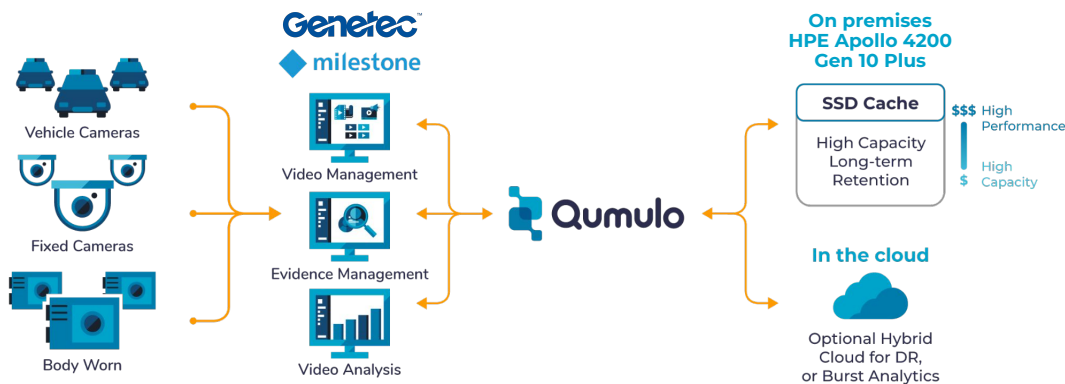 Genetec™
milestone
Vehicle Cameras
Fixed Cameras
Body Worn
Video Management
Evidence Management
Video Analysis
Qumulo
On premises
HPE Apollo 4200
Gen 10 Plus
SSD Cache
High Capacity
Long-term
Retention
$$$ High
Performance
High
$ Capacity
In the cloud
Optional Hybrid
Cloud for DR,
or Burst Analytics